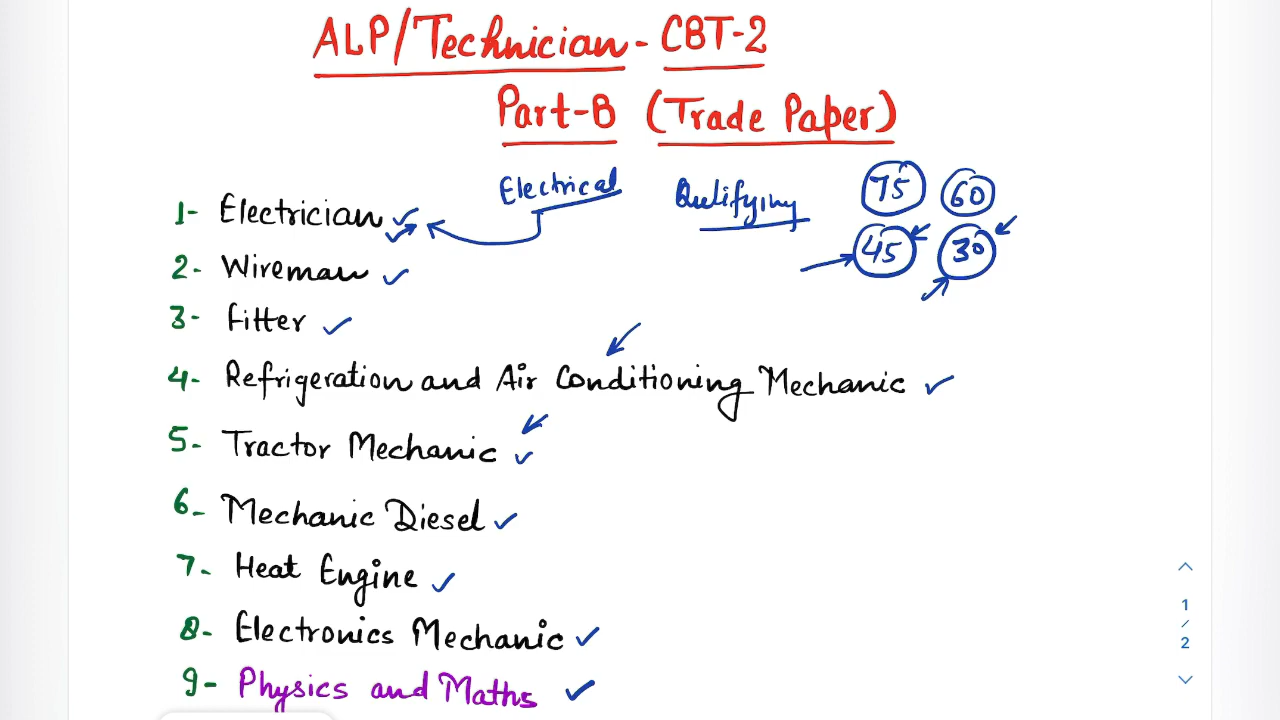 ALP/Technician - CBT-2
Part-B (Trade Paper)
Electrical Qulifying 75 60
1- Electrician
45 30
2- Wireman
3- Fitter
4- Refrigeration and Air Conditioning Mechanic
5- Tractor Mechanic
6- Mechanic Diesel
7- Heat Engine
8- Electronics Mechanic
9- Physics and Maths
1
/
2